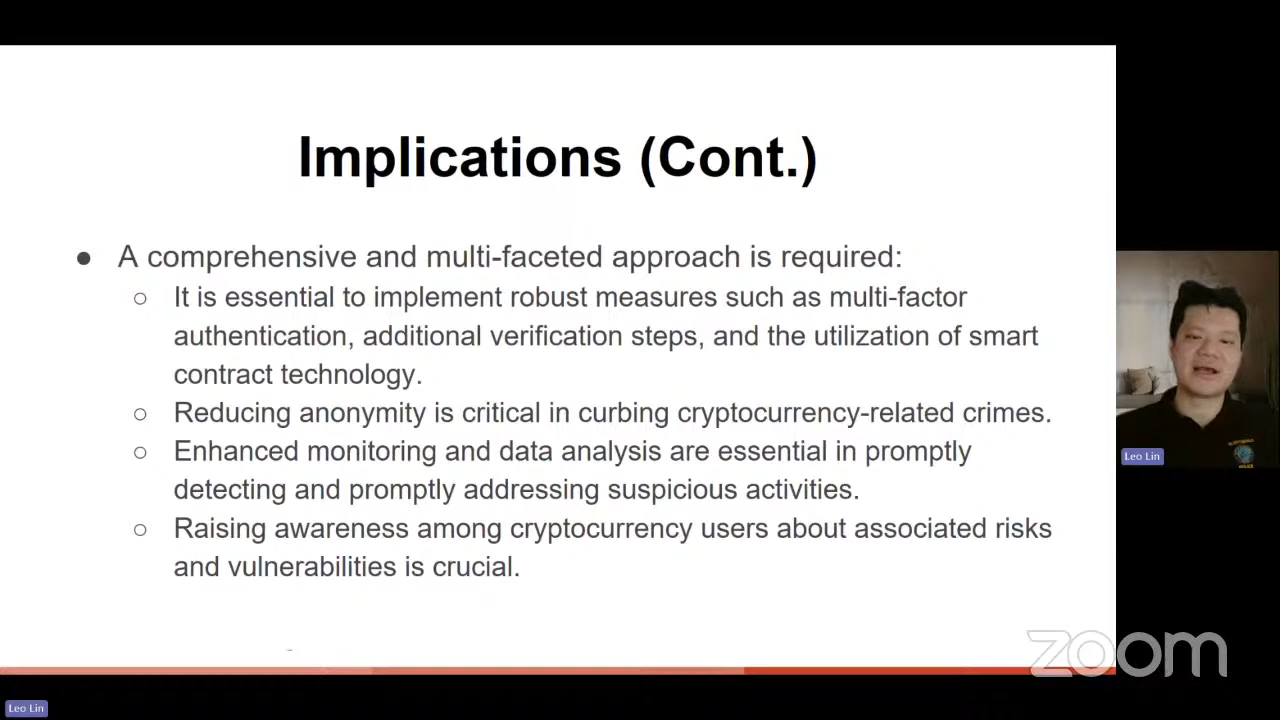 Implications (Cont.)
● A comprehensive and multi-faceted approach is required:
○ It is essential to implement robust measures such as multi-factor
authentication, additional verification steps, and the utilization of smart
contract technology.
○ Reducing anonymity is critical in curbing cryptocurrency-related crimes.
○ Enhanced monitoring and data analysis are essential in promptly
detecting and promptly addressing suspicious activities.
○ Raising awareness among cryptocurrency users about associated risks
and vulnerabilities is crucial.
Leo Lin
zoom
Leo Lin